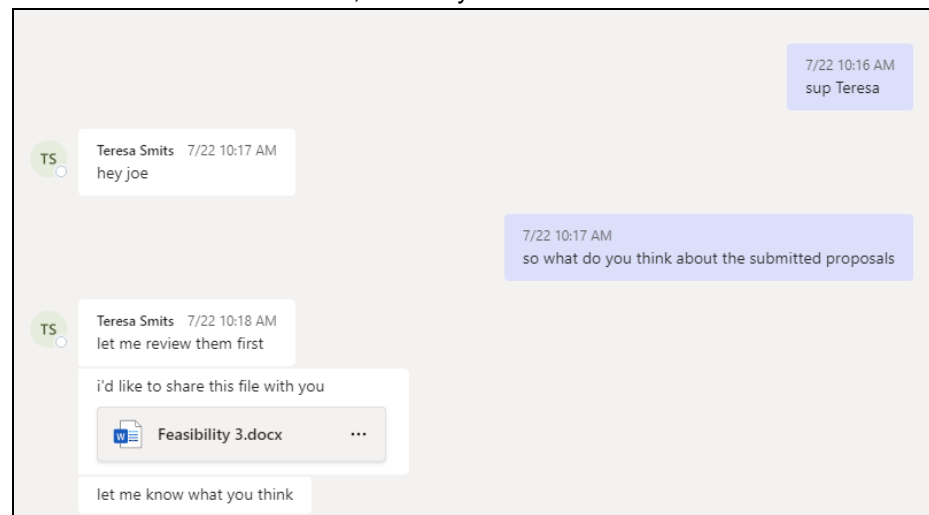 7/22 10:16 AM
sup Teresa
TS
Teresa Smits 7/22 10:17 AM
hey joe
7/22 10:17 AM
so what do you think about the submitted proposals
TS
Teresa Smits 7/22 10:18 AM
let me review them first
i'd like to share this file with you
W
Feasibility 3.docx ...
let me know what you think